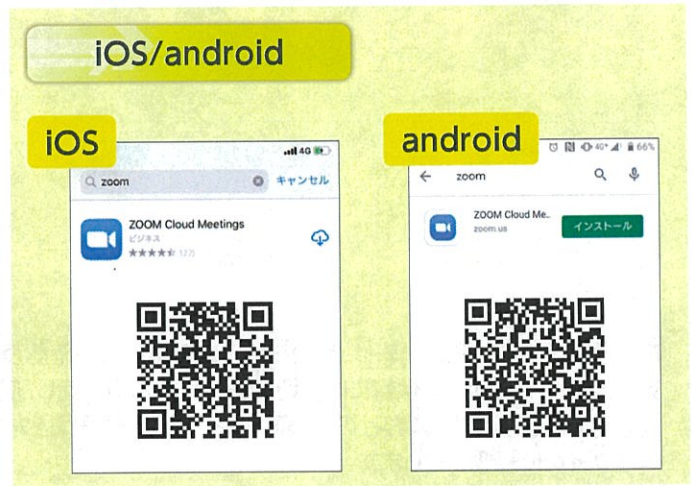 iOS/android
iOS
4G
zoom
キャンセル
ZOOM Cloud Meetings
ビジネス
android
4G+
66%
zoom
ZOOM Cloud Me..
zoom.us
インストール